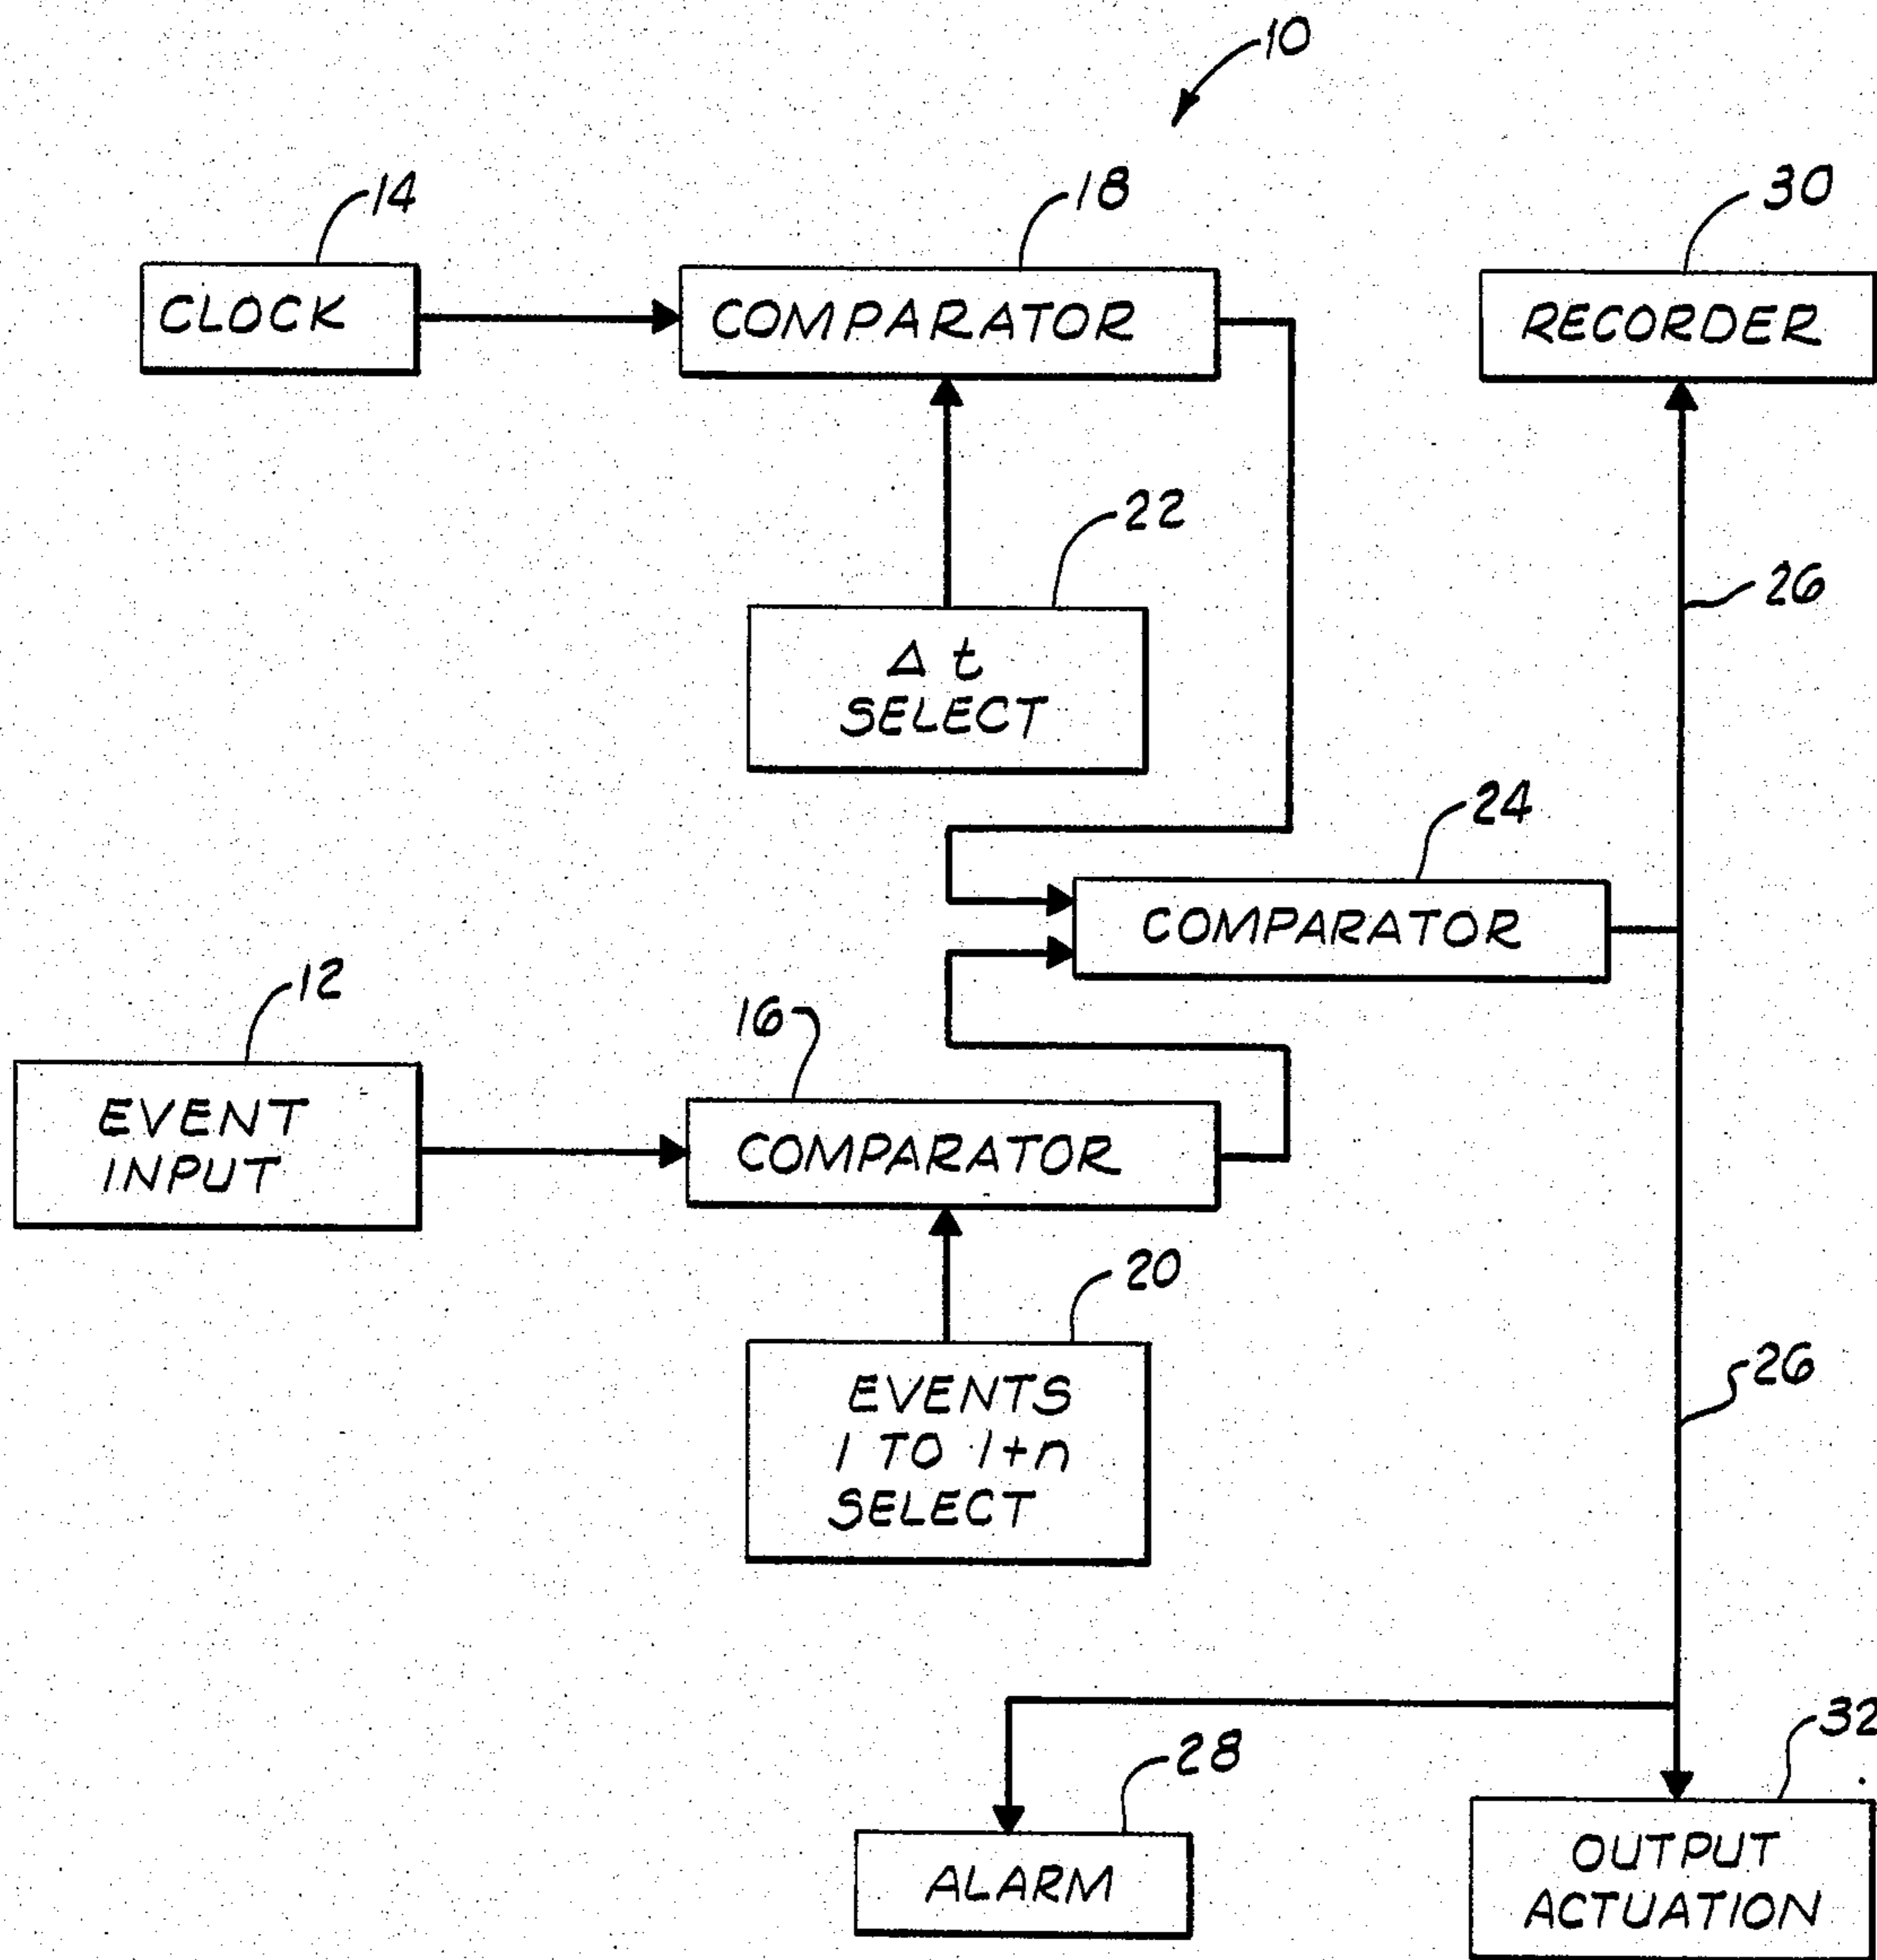 10
14
18
30
CLOCK
COMPARATOR
RECORDER
22
26
Δ t
SELECT
24
COMPARATOR
12
16
EVENT
INPUT
COMPARATOR
20
26
EVENTS
1 TO 1+n
SELECT
32
28
ALARM
OUTPUT
ACTUATION